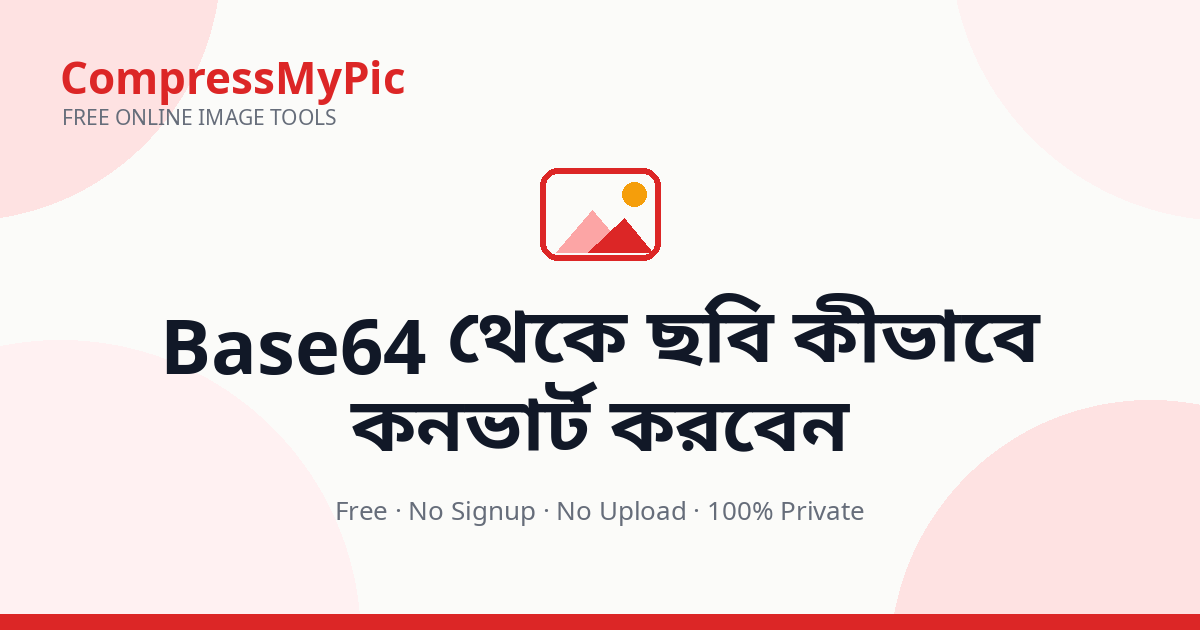 CompressMyPic
FREE ONLINE IMAGE TOOLS
Base64 থেকে ছবি কীভাবে
কনভার্ট করবেন
Free · No Signup · No Upload · 100% Private